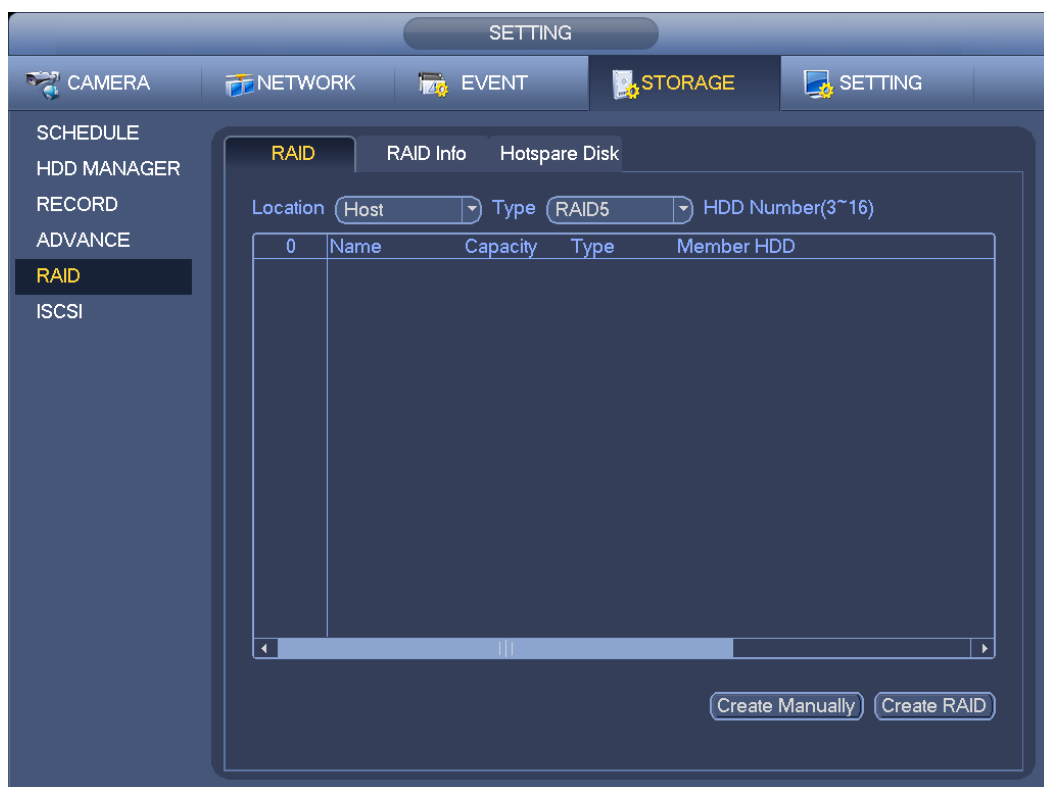 SETTING
CAMERA NETWORK EVENT STORAGE SETTING
SCHEDULE
HDD MANAGER
RECORD
ADVANCE
RAID
ISCSI
RAID RAID Info Hotspare Disk
Location Host Type RAID5 HDD Number(3~16)
0 Name Capacity Type Member HDD
Create Manually Create RAID